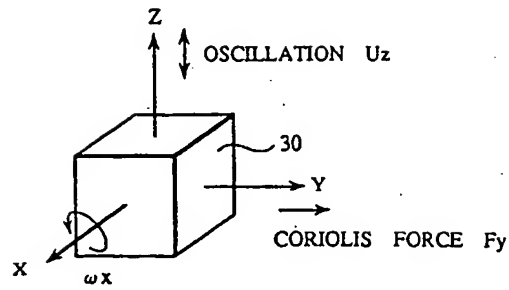 Z
OSCILLATION Uz
30
Y
CORIOLIS FORCE Fy
X
ωx